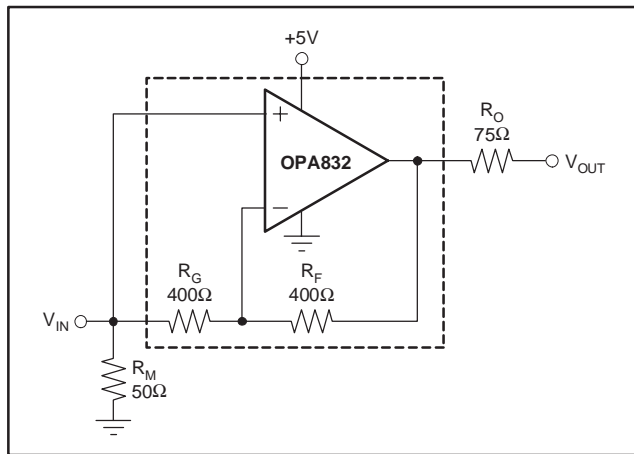 +5V
R_O
75Ω
+
OPA832
V_OUT
−
R_G
400Ω
R_F
400Ω
V_IN
R_M
50Ω